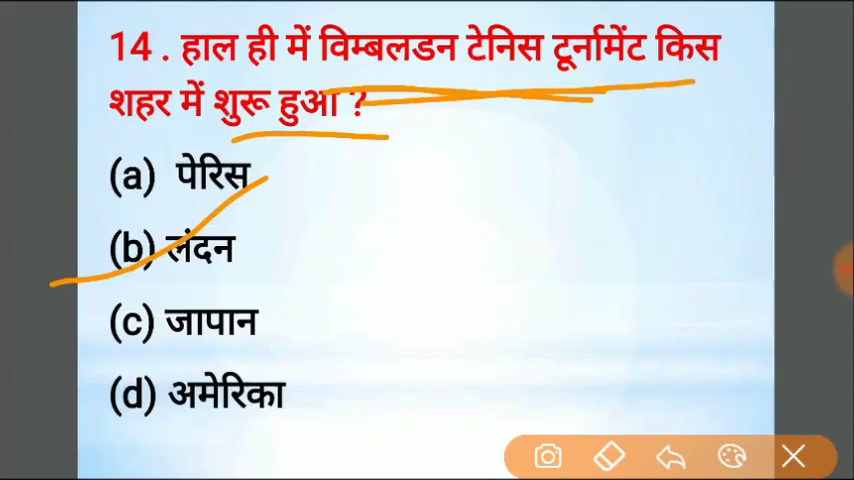 14 . हाल ही में विम्बलडन टेनिस टूर्नामेंट किस
शहर में शुरू हुआ ?
(a) पेरिस
(b) लंदन
(c) जापान
(d) अमेरिका